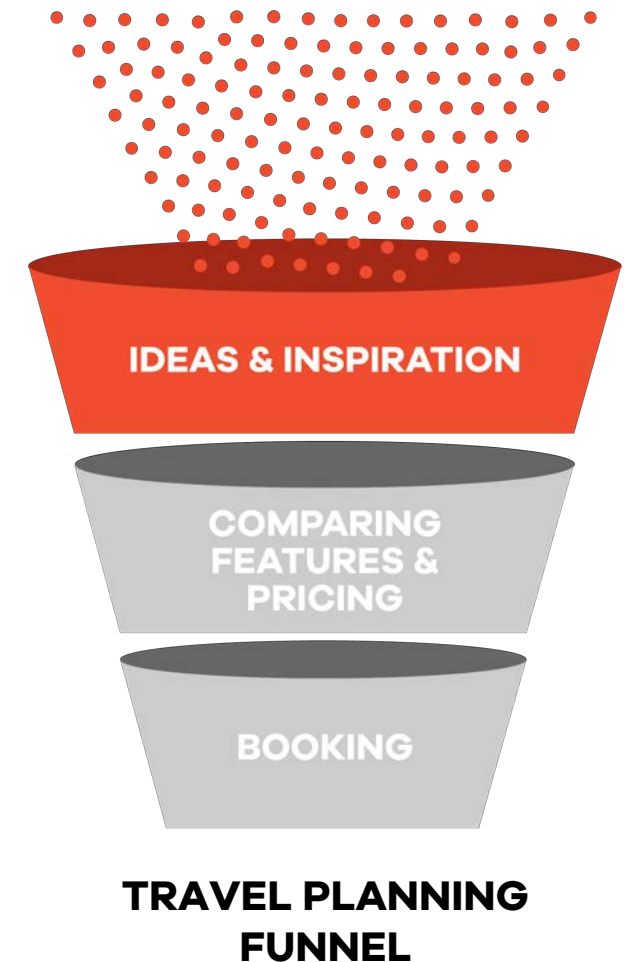 IDEAS & INSPIRATION
COMPARING
FEATURES &
PRICING
BOOKING
TRAVEL PLANNING
FUNNEL